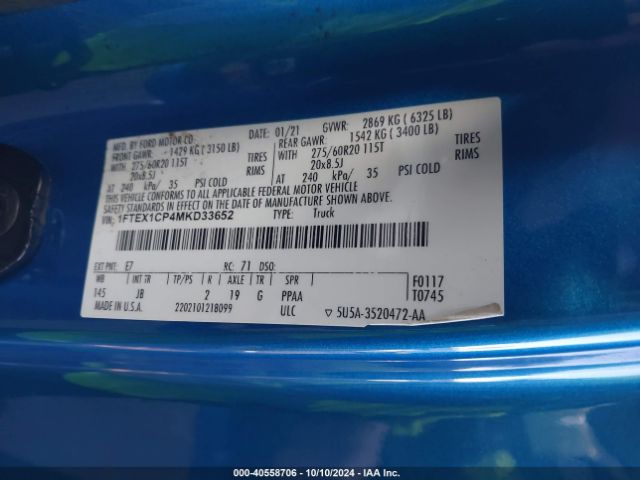 MFD. BY FORD MOTOR CO. DATE: 01/21 GVWR: 2869 KG ( 6325 LB)
FRONT GAWR: 1429 KG ( 3150 LB) REAR GAWR: 1542 KG ( 3400 LB)
WITH 275/60R20 115T TIRES WITH 275/60R20 115T TIRES
20x8.5J RIMS 20x8.5J RIMS
AT 240 kPa/ 35 PSI COLD AT 240 kPa/ 35 PSI COLD
THIS VEHICLE CONFORMS TO ALL APPLICABLE FEDERAL MOTOR VEHICLE
SAFETY STANDARDS IN EFFECT ON THE DATE OF MANUFACTURE SHOWN ABOVE.
VIN: 1FTEX1CP4MKD33652 Truck
EXT PNT: E7 RC: 71 DSO:
WB INT TR TP/PS R AXLE TR SPR F0117
145 JB 2 19 G PPAA T0745
MADE IN U.S.A. 2202101218099 ULC ▽ 5U5A-3520472-AA
000-40558706 - 10/10/2024 - IAA Inc.